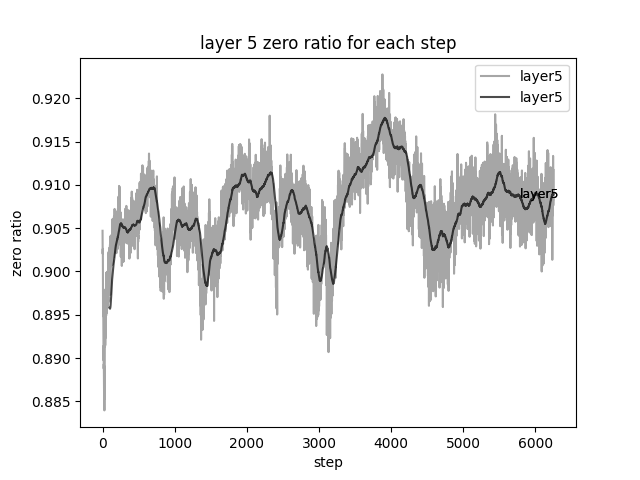 layer 5 zero ratio for each step
layer5
layer5
0.920
0.915
0.910
0.905
0.900
0.895
0.890
0.885
zero ratio
layer5
0 1000 2000 3000 4000 5000 6000
step